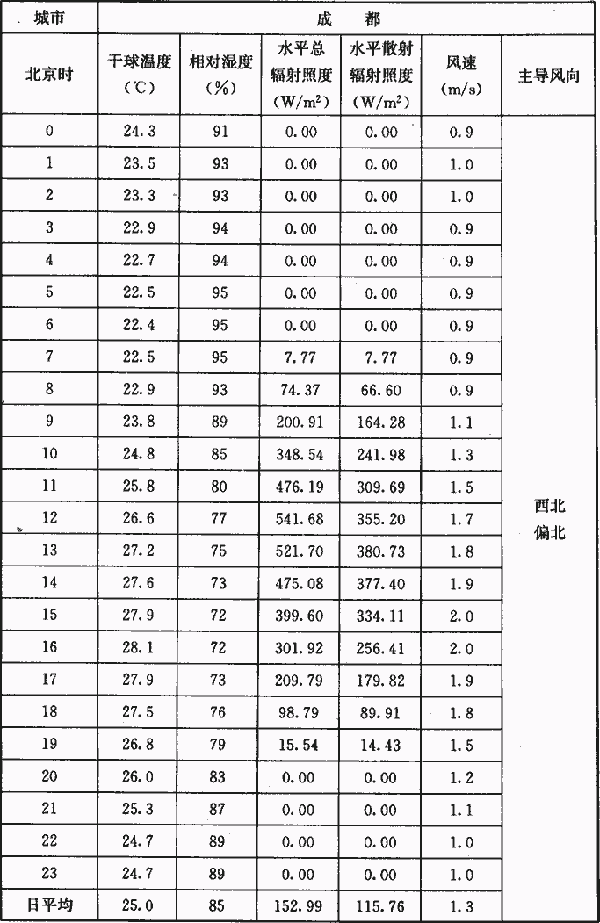 城市 成 都
北京时 干球温度(℃) 相对湿度(%) 水平总辐射照度(W/m²) 水平散射辐射照度(W/m²) 风速(m/s) 主导风向
0 24.3 91 0.00 0.00 0.9
1 23.5 93 0.00 0.00 1.0
2 23.3 93 0.00 0.00 1.0
3 22.9 94 0.00 0.00 0.9
4 22.7 94 0.00 0.00 0.9
5 22.5 95 0.00 0.00 0.9
6 22.4 95 0.00 0.00 0.9
7 22.5 95 7.77 7.77 0.9
8 22.9 93 74.37 66.60 0.9
9 23.8 89 200.91 164.28 1.1
10 24.8 85 348.54 241.98 1.3
11 25.8 80 476.19 309.69 1.5
西北
12 26.6 77 541.68 355.20 1.7
偏北
13 27.2 75 521.70 380.73 1.8
14 27.6 73 475.08 377.40 1.9
15 27.9 72 399.60 334.11 2.0
16 28.1 72 301.92 256.41 2.0
17 27.9 73 209.79 179.82 1.9
18 27.5 76 98.79 89.91 1.8
19 26.8 79 15.54 14.43 1.5
20 26.0 83 0.00 0.00 1.2
21 25.3 87 0.00 0.00 1.1
22 24.7 89 0.00 0.00 1.0
23 24.7 89 0.00 0.00 1.0
日平均 25.0 85 152.99 115.76 1.3